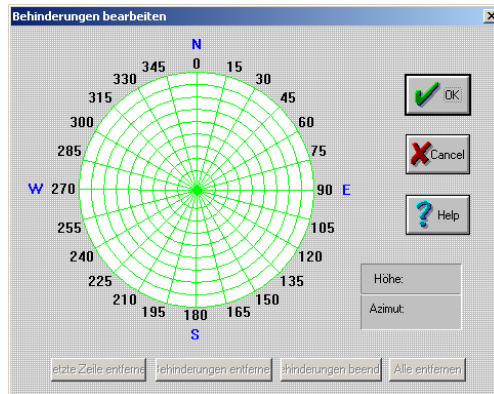 Behinderungen bearbeiten
N
345 0 15
330 30
315 45
300 60
285 75
W 270 90 E
255 105
240 120
225 135
210 150
195 180 165
S
OK
Cancel
Help
Höhe:
Azimut:
etzte Zeile entferne
ehinderungen entferne
ehinderungen beend
Alle entfernen